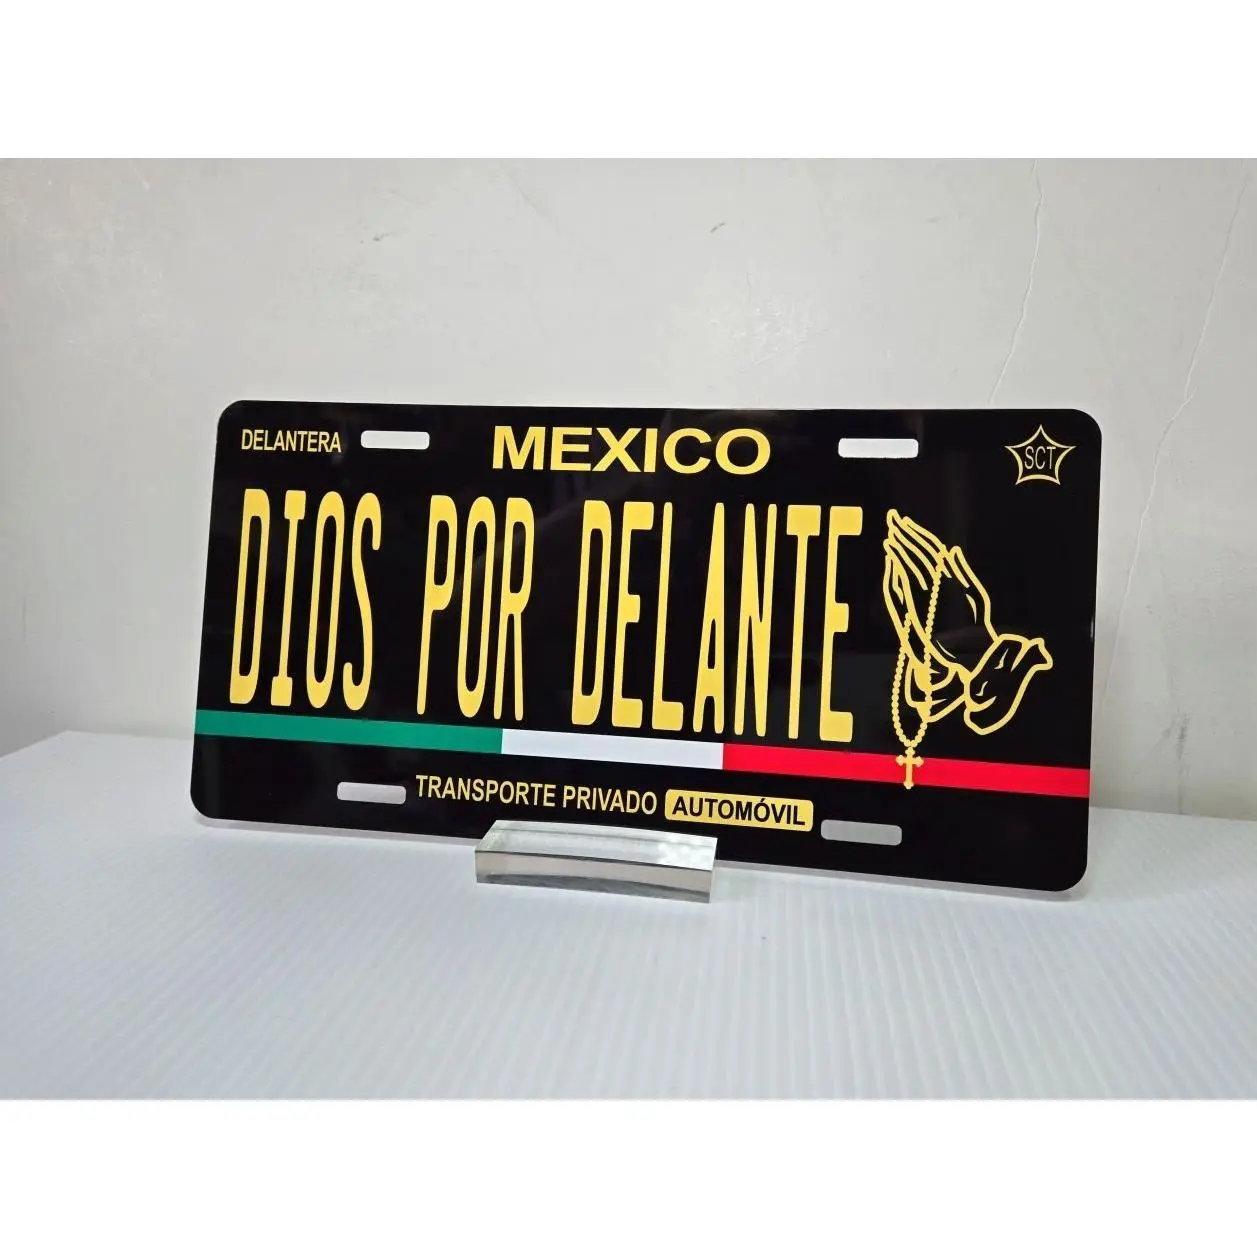 DELANTERA
MEXICO
SCT
DIOS POR DELANTE
TRANSPORTE PRIVADO AUTOMÓVIL